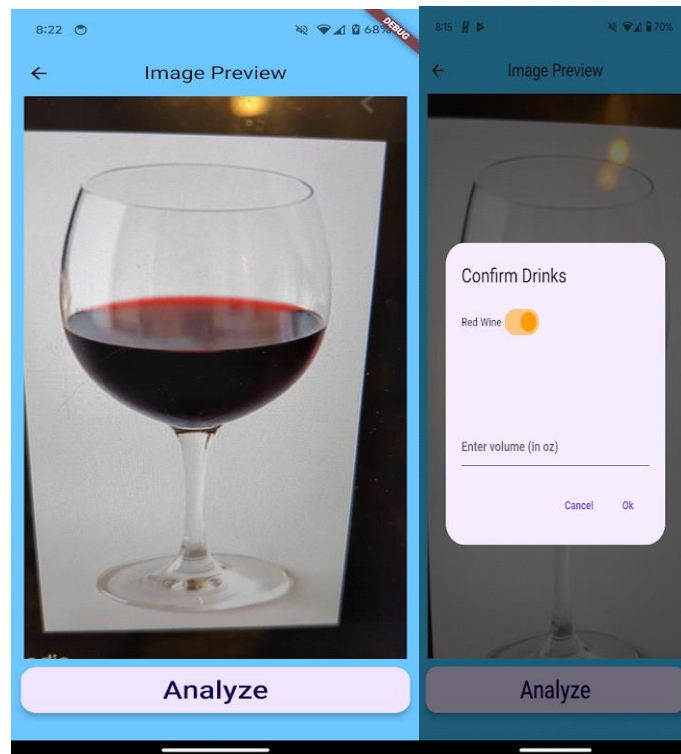 8:22
68%
DEBUG
Image Preview
Analyze
8:15
70%
Image Preview
Confirm Drinks
Red Wine
Enter volume (in oz)
Cancel Ok
Analyze